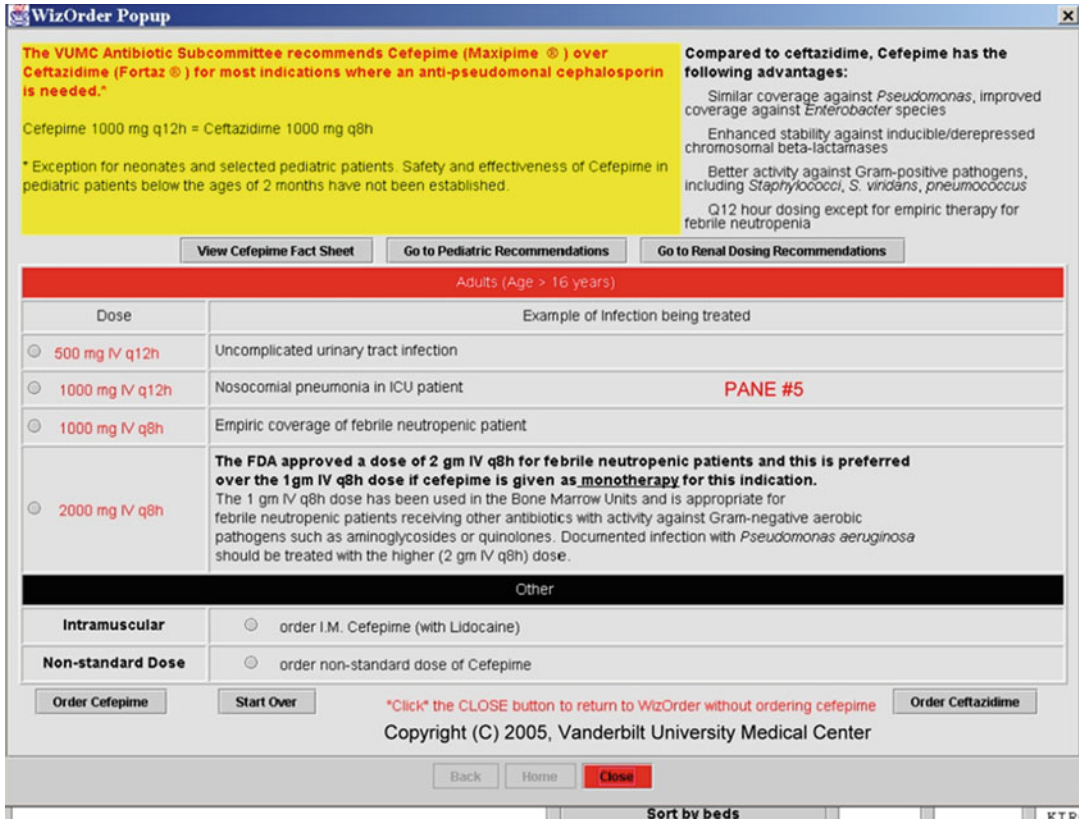 WizOrder Popup
The VUMC Antibiotic Subcommittee recommends Cefepime (Maxipime ® ) over
Ceftazidime (Fortaz ® ) for most indications where an anti-pseudomonal cephalosporin
is needed.*
Cefepime 1000 mg q12h = Ceftazidime 1000 mg q8h
* Exception for neonates and selected pediatric patients. Safety and effectiveness of Cefepime in
pediatric patients below the ages of 2 months have not been established.
Compared to ceftazidime, Cefepime has the
following advantages:
Similar coverage against Pseudomonas, improved
coverage against Enterobacter species
Enhanced stability against inducible/derepressed
chromosomal beta-lactamases
Better activity against Gram-positive pathogens,
including Staphylococci, S. viridans, pneumococcus
Q12 hour dosing except for empiric therapy for
febrile neutropenia
View Cefepime Fact Sheet
Go to Pediatric Recommendations
Go to Renal Dosing Recommendations
Adults (Age > 16 years)
Dose
Example of Infection being treated
500 mg IV q12h
Uncomplicated urinary tract infection
1000 mg IV q12h
Nosocomial pneumonia in ICU patient
PANE #5
1000 mg IV q8h
Empiric coverage of febrile neutropenic patient
2000 mg IV q8h
The FDA approved a dose of 2 gm IV q8h for febrile neutropenic patients and this is preferred
over the 1gm IV q8h dose if cefepime is given as monotherapy for this indication.
The 1 gm IV q8h dose has been used in the Bone Marrow Units and is appropriate for
febrile neutropenic patients receiving other antibiotics with activity against Gram-negative aerobic
pathogens such as aminoglycosides or quinolones. Documented infection with Pseudomonas aeruginosa
should be treated with the higher (2 gm IV q8h) dose.
Other
Intramuscular
order I.M. Cefepime (with Lidocaine)
Non-standard Dose
order non-standard dose of Cefepime
Order Cefepime
Start Over
*Click* the CLOSE button to return to WizOrder without ordering cefepime
Order Ceftazidime
Copyright (C) 2005, Vanderbilt University Medical Center
Back
Home
Close
Sort by beds